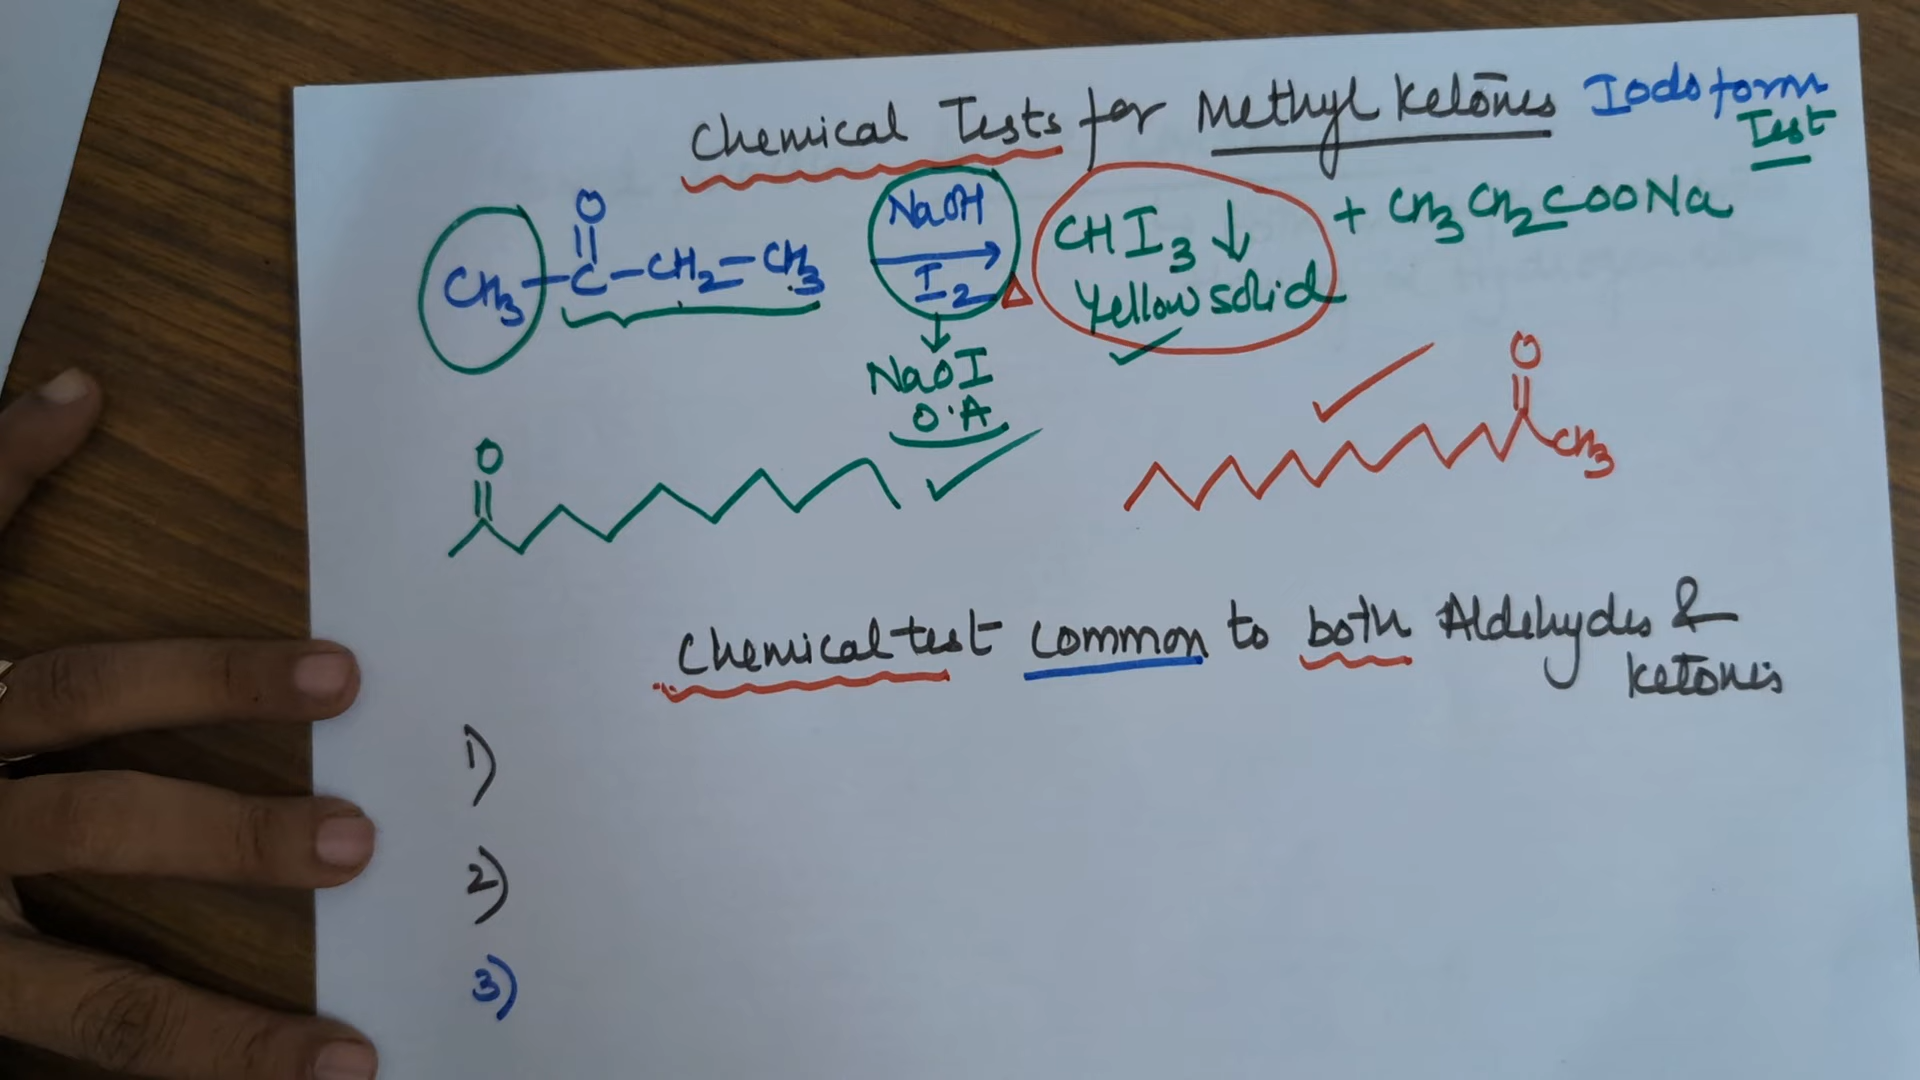 Chemical Tests for Methyl Ketones Iodoform
Test
O
CH3-C-CH2-CH3
NaOH
I2 Δ
CHI3↓
Yellow solid
+ CH3CH2COONa
NaOI
O.A
O
O
CH3
Chemical test common to both Aldehydes &
Ketones
1)
2)
3)